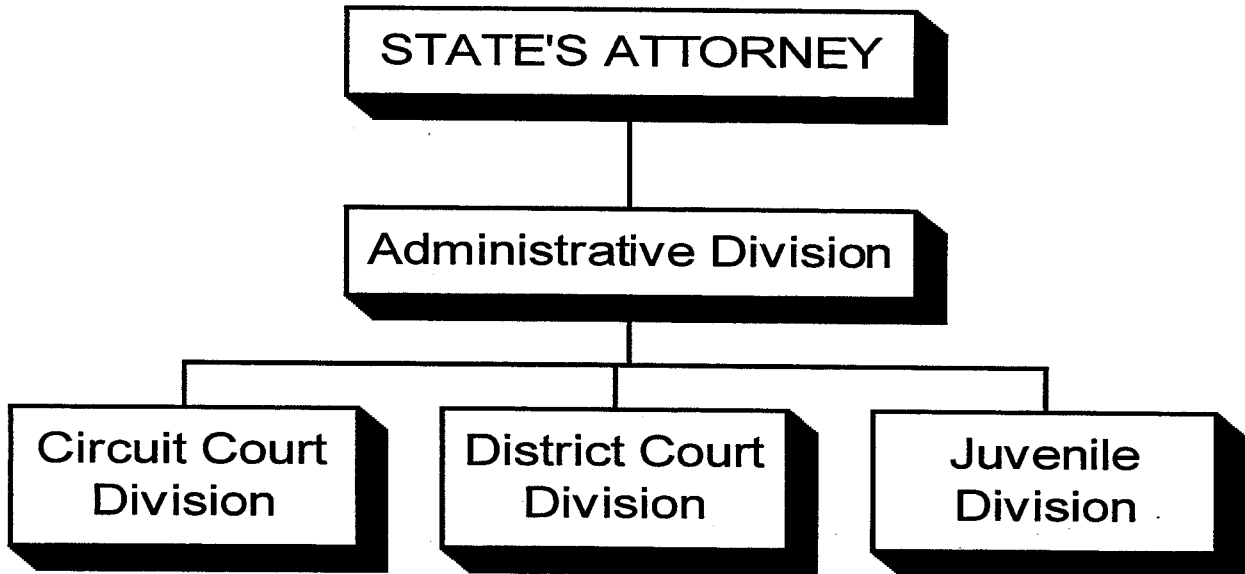 STATE'S ATTORNEY
Administrative Division
Circuit Court
Division
District Court
Division
Juvenile
Division